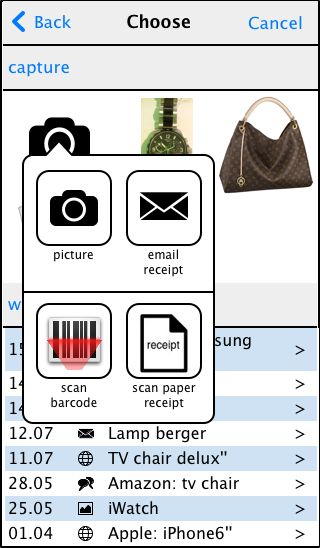 Back Choose Cancel
capture
picture
email
receipt
w
receipt
scan
barcode
scan paper
receipt
15 sung >
14 >
14 >
12.07 Lamp berger >
11.07 TV chair delux" >
28.05 Amazon: tv chair >
25.05 iWatch >
01.04 Apple: iPhone6" >